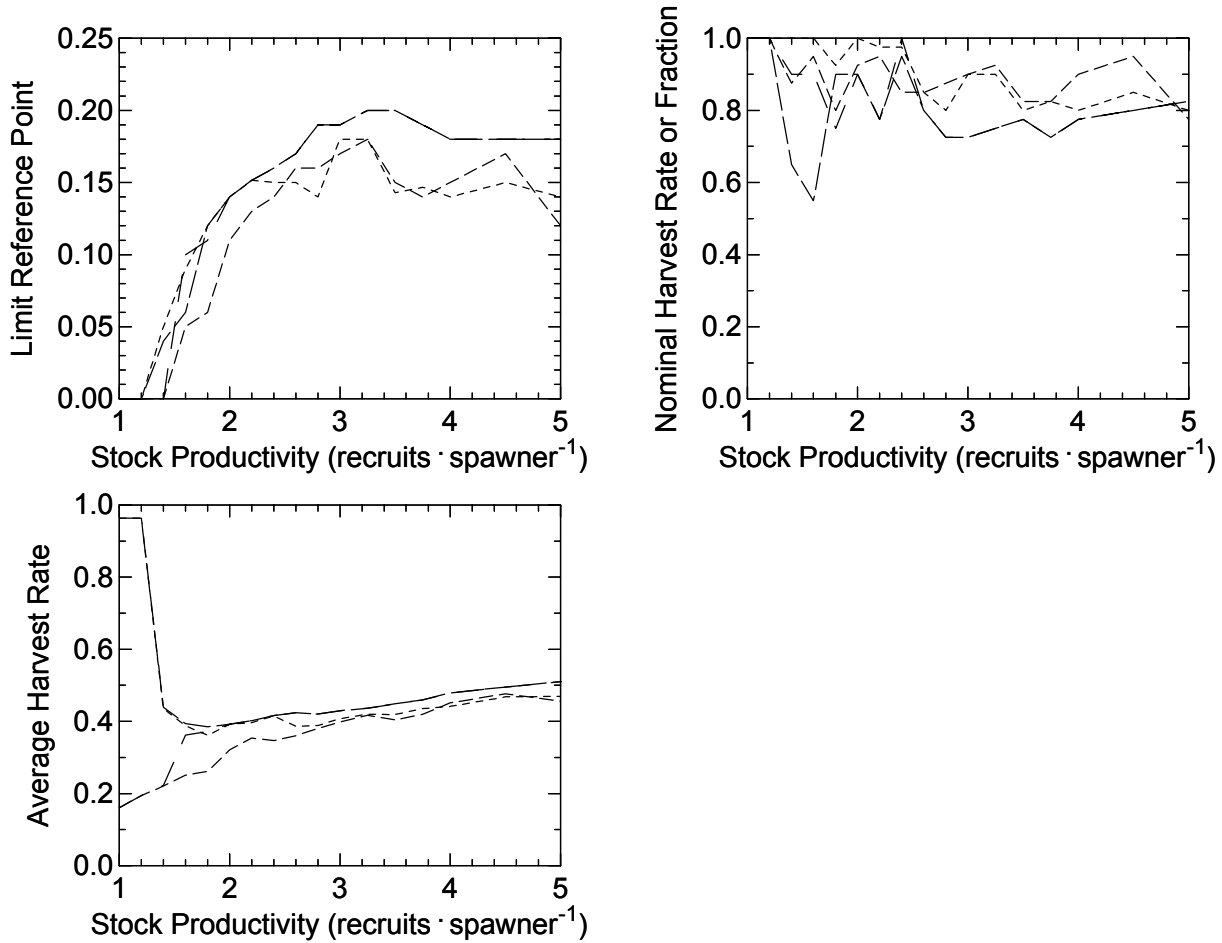 Limit Reference Point
0.25
0.20
0.15
0.10
0.05
0.00
1 2 3 4 5
Stock Productivity (recruits · spawner⁻¹)
Nominal Harvest Rate or Fraction
1.0
0.8
0.6
0.4
0.2
0.0
1 2 3 4 5
Stock Productivity (recruits · spawner⁻¹)
Average Harvest Rate
1.0
0.8
0.6
0.4
0.2
0.0
1 2 3 4 5
Stock Productivity (recruits · spawner⁻¹)